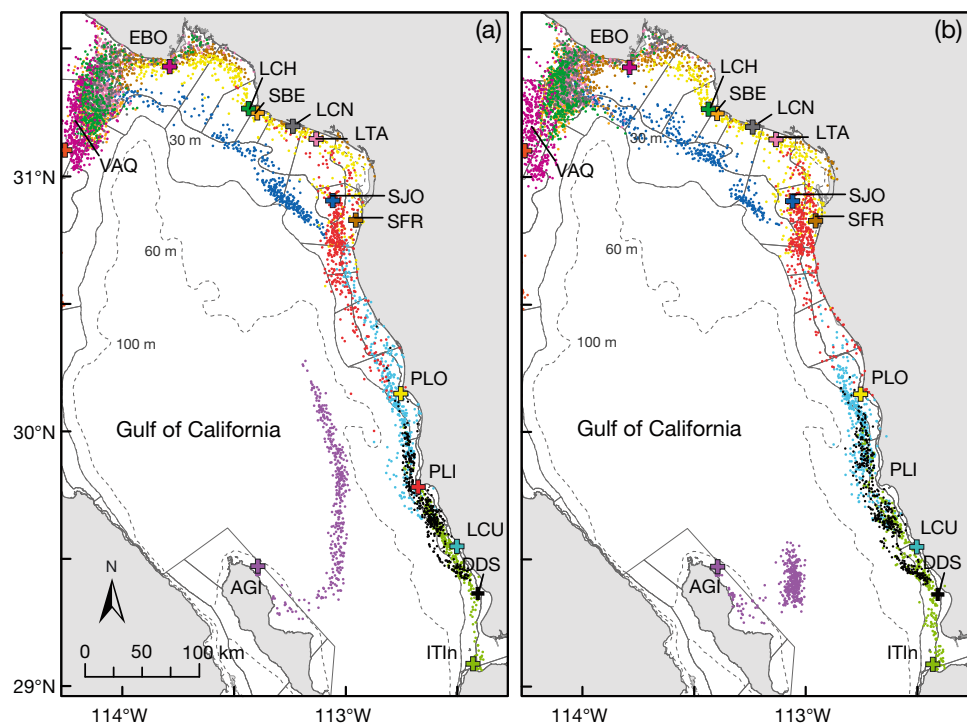 (a)
EBO
LCH
SBE
LCN
LTA
VAQ
30 m
31°N
SJO
SFR
60 m
100 m
PLO
30°N
Gulf of California
PLI
LCU
N
DDS
AGI
0 50 100 km
ITIn
29°N
114°W 113°W
(b)
EBO
LCH
SBE
LCN
LTA
VAQ
30 m
SJO
SFR
60 m
100 m
PLO
Gulf of California
PLI
LCU
DDS
AGI
ITIn
114°W 113°W